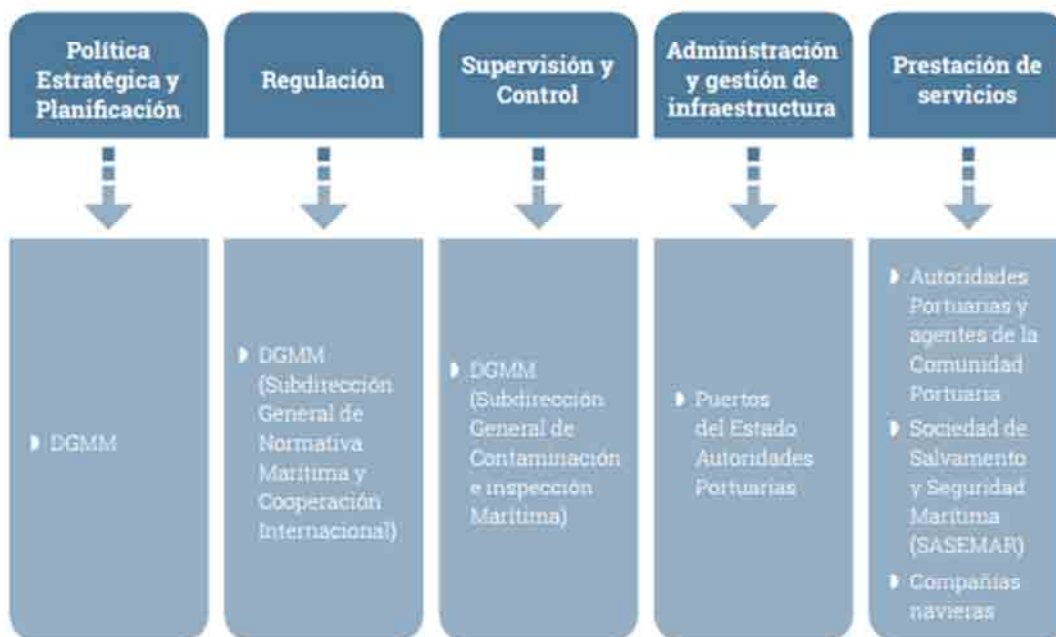 Política
Estratégica y
Planificación
Regulación
Supervisión y
Control
Administración
y gestión de
infraestructura
Prestación de
servicios
DGMM
DGMM
(Subdirección
General de
Normativa
Marítima y
Cooperación
Internacional)
DGMM
(Subdirección
General de
Contaminación
e inspección
Marítima)
Puertos
del Estado
Autoridades
Portuarias
Autoridades
Portuarias y
agentes de la
Comunidad
Portuaria
Sociedad de
Salvamento
y Seguridad
Marítima
(SASEMAR)
Compañías
navieras